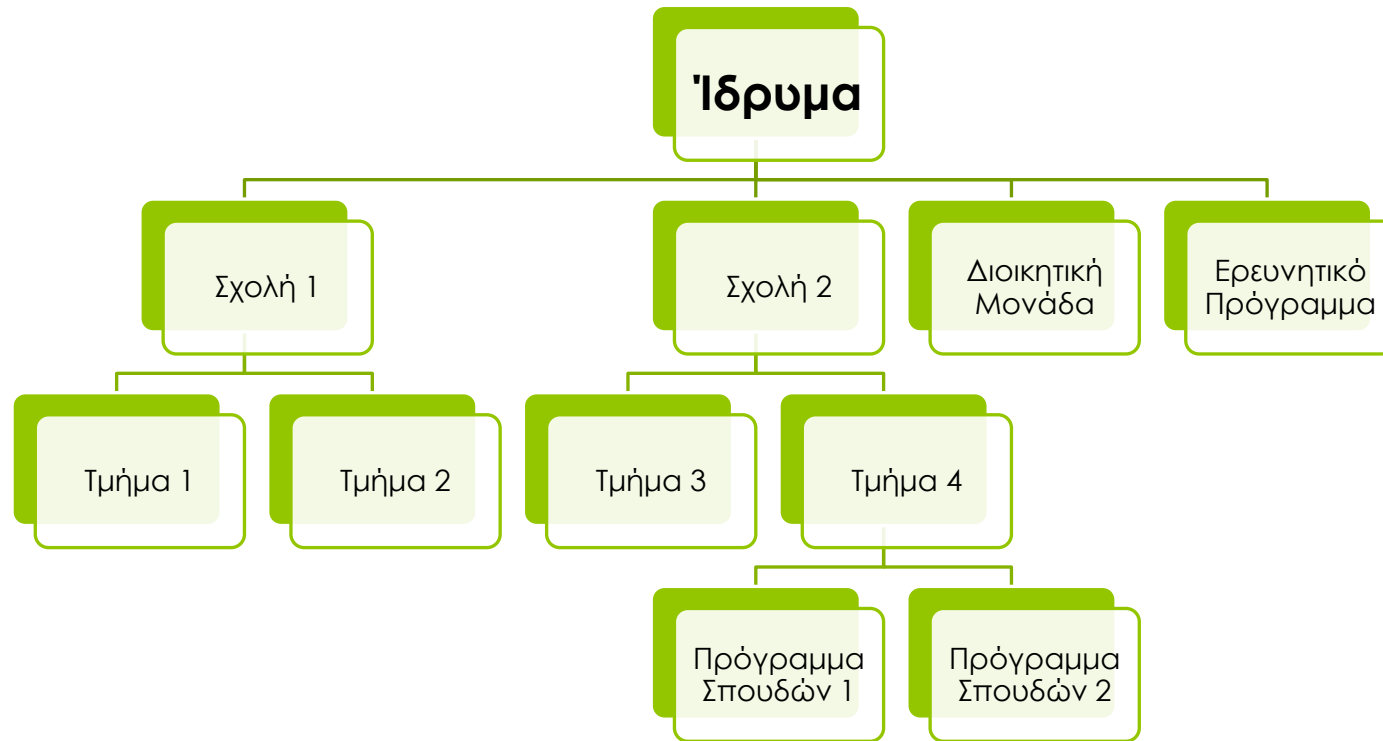 Ίδρυμα
Σχολή 1
Σχολή 2
Διοικητική
Μονάδα
Ερευνητικό
Πρόγραμμα
Τμήμα 1
Τμήμα 2
Τμήμα 3
Τμήμα 4
Πρόγραμμα
Σπουδών 1
Πρόγραμμα
Σπουδών 2